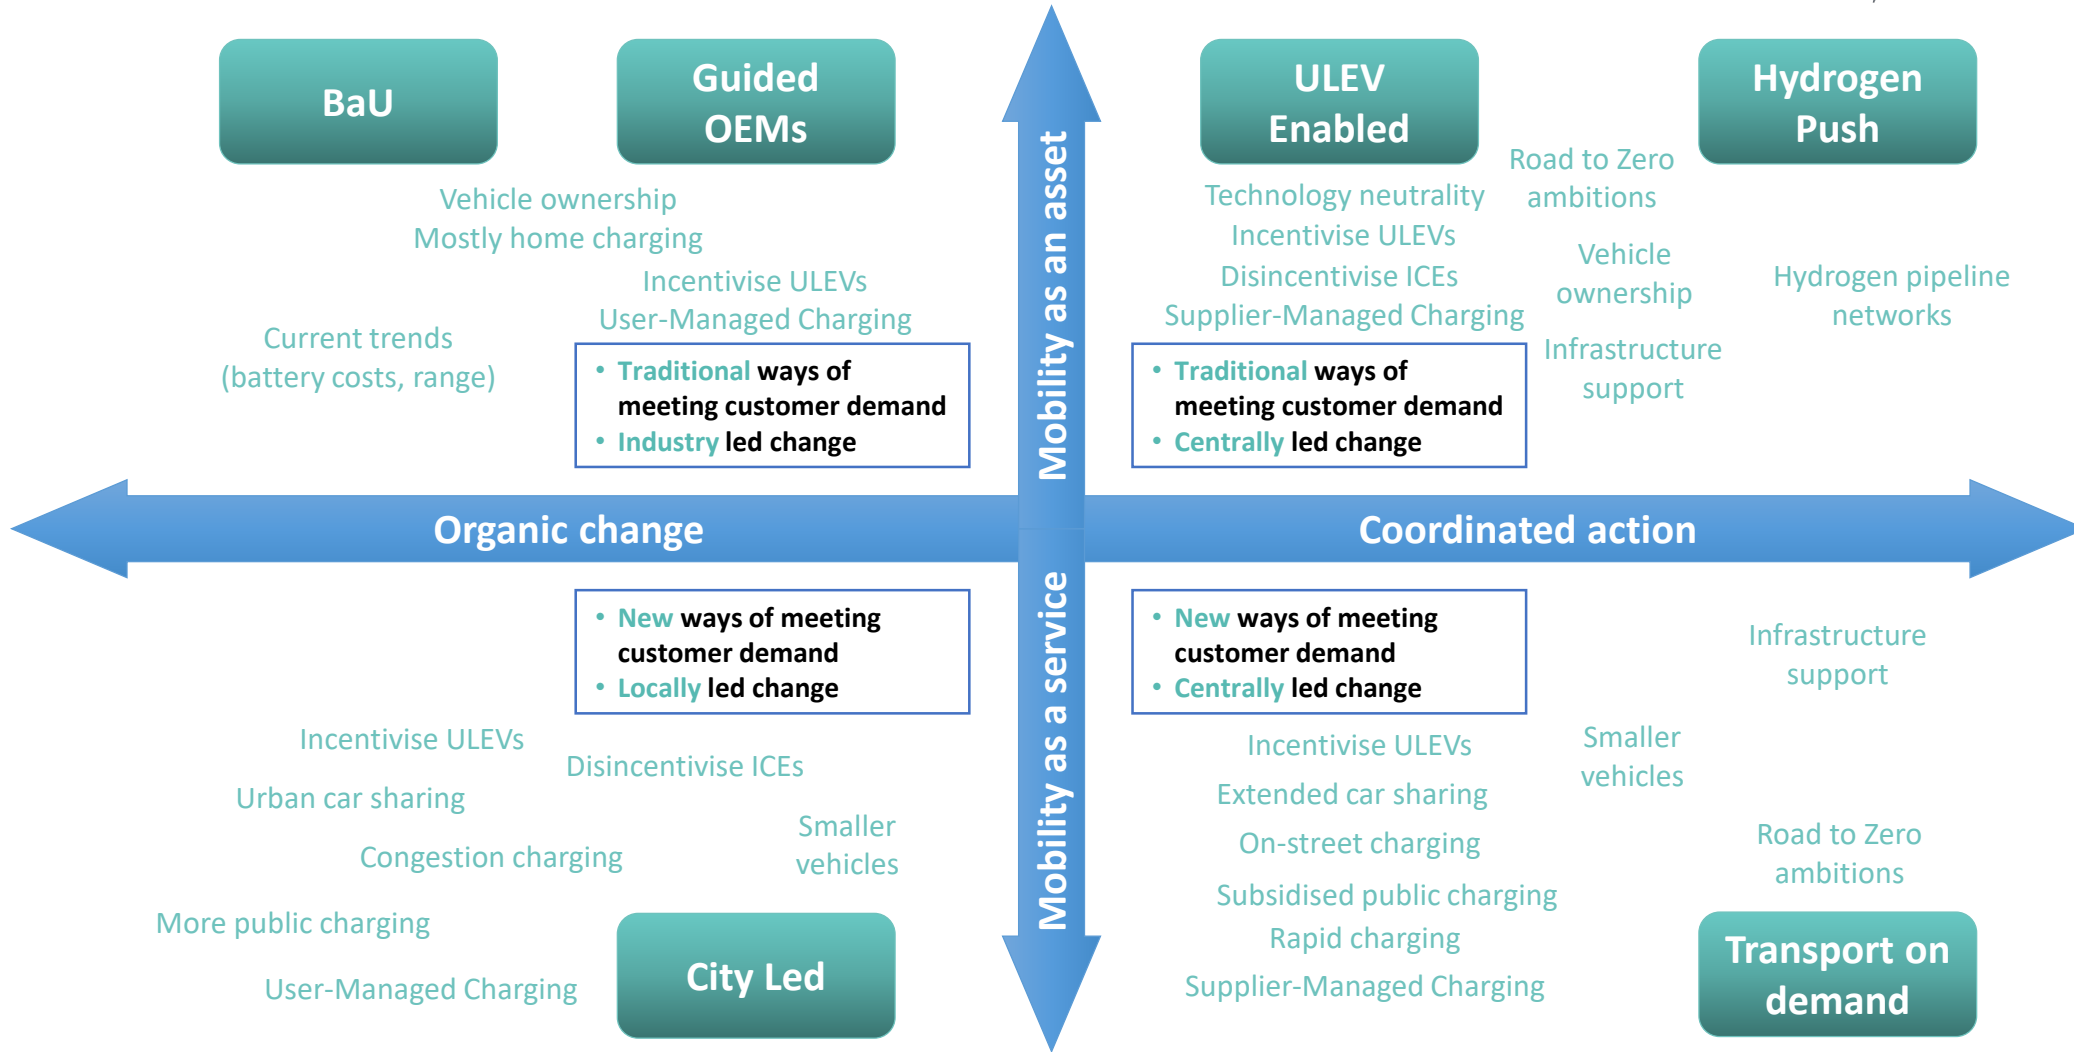 BaU
Guided
OEMs
ULEV
Enabled
Hydrogen
Push
Vehicle ownership
Mostly home charging
Incentivise ULEVs
User-Managed Charging
Current trends
(battery costs, range)
• Traditional ways of
meeting customer demand
• Industry led change
Mobility as an asset
Technology neutrality
Incentivise ULEVs
Disincentivise ICEs
Supplier-Managed Charging
Road to Zero
ambitions
Vehicle
ownership
Infrastructure
support
Hydrogen pipeline
networks
• Traditional ways of
meeting customer demand
• Centrally led change
Organic change
Coordinated action
• New ways of meeting
customer demand
• Locally led change
Incentivise ULEVs
Disincentivise ICEs
Urban car sharing
Smaller
vehicles
Congestion charging
More public charging
User-Managed Charging
City Led
Mobility as a service
• New ways of meeting
customer demand
• Centrally led change
Infrastructure
support
Incentivise ULEVs
Smaller
vehicles
Extended car sharing
On-street charging
Road to Zero
ambitions
Subsidised public charging
Rapid charging
Supplier-Managed Charging
Transport on
demand